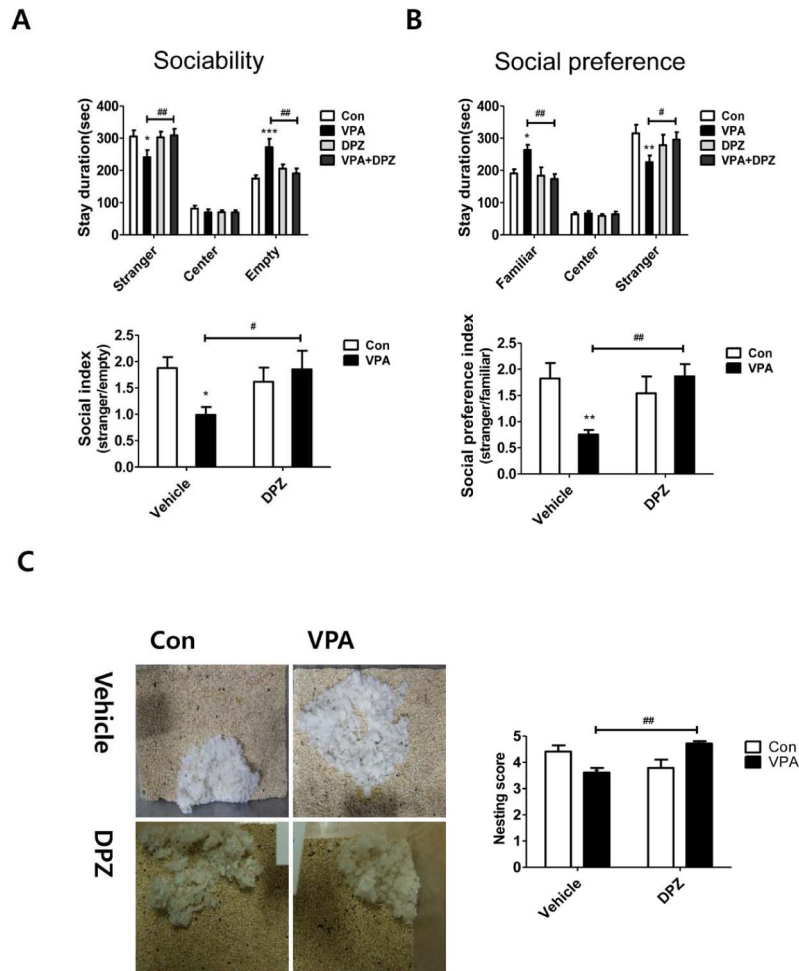 A
Sociability
Stay duration(sec)
400
300
200
100
0
*
##
***
##
Stranger
Center
Empty
Con
VPA
DPZ
VPA+DPZ
Social index
(stranger/empty)
2.5
2.0
1.5
1.0
0.5
0.0
*
#
Vehicle
DPZ
Con
VPA
B
Social preference
Stay duration(sec)
400
300
200
100
0
*
##
**
#
Familiar
Center
Stranger
Con
VPA
DPZ
VPA+DPZ
Social preference index
(stranger/familiar)
2.5
2.0
1.5
1.0
0.5
0.0
**
##
Vehicle
DPZ
Con
VPA
C
Con
VPA
Vehicle
DPZ
Nesting score
5
4
3
2
1
0
##
Vehicle
DPZ
Con
VPA